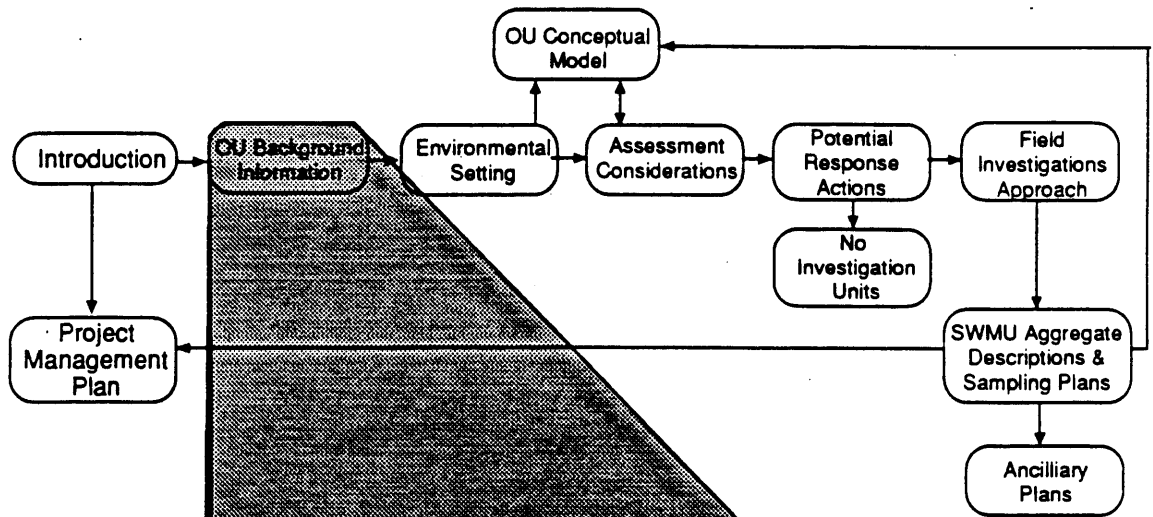 OU Conceptual
Model
Introduction
OU Background
Information
Environmental
Setting
Assessment
Considerations
Potential
Response
Actions
Field
Investigations
Approach
No
Investigation
Units
Project
Management
Plan
SWMU Aggregate
Descriptions &
Sampling Plans
Ancilliary
Plans